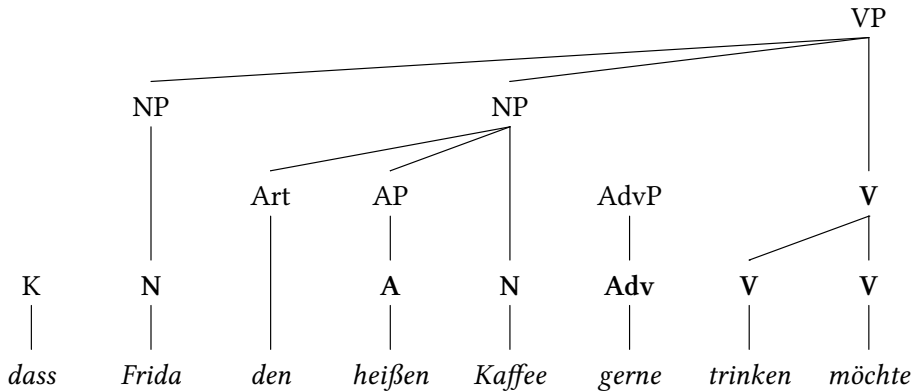 VP
NP NP
Art AP AdvP V
K N A N Adv V V
dass Frida den heißen Kaffee gerne trinken möchte